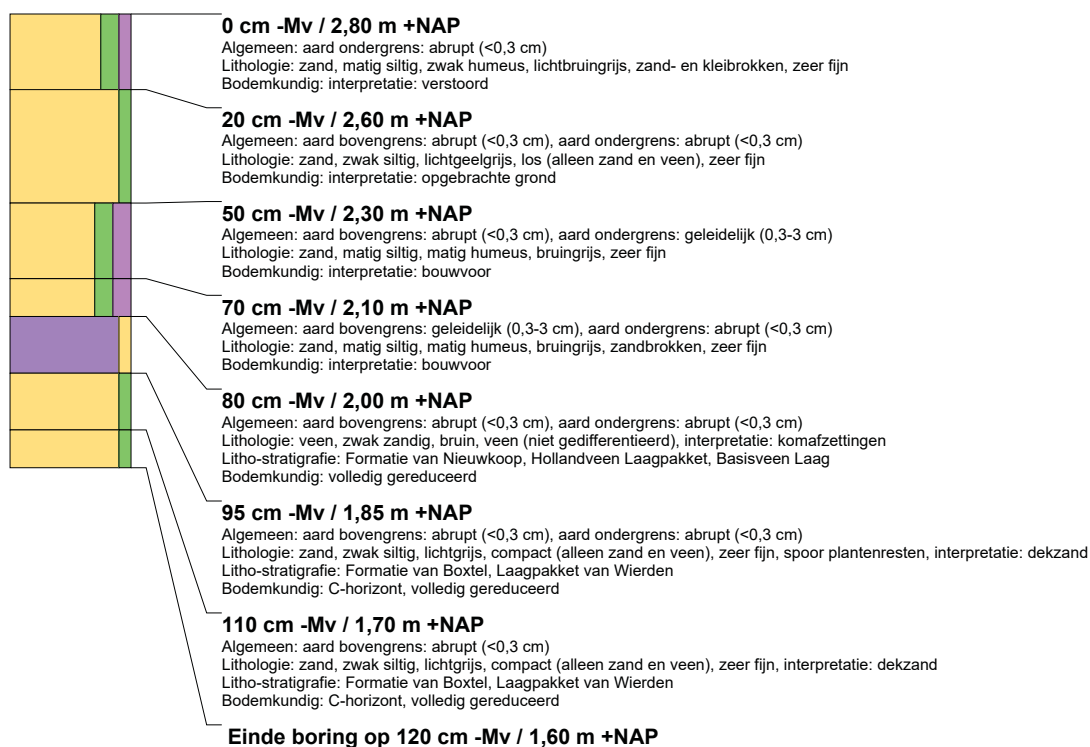 0 cm -Mv / 2,80 m +NAP
Algemeen: aard ondergrens: abrupt (<0,3 cm)
Lithologie: zand, matig siltig, zwak humeus, lichtbruingrijs, zand- en kleibrokken, zeer fijn
Bodemkundig: interpretatie: verstoord
20 cm -Mv / 2,60 m +NAP
Algemeen: aard bovengrens: abrupt (<0,3 cm), aard ondergrens: abrupt (<0,3 cm)
Lithologie: zand, zwak siltig, lichtgeelgrijs, los (alleen zand en veen), zeer fijn
Bodemkundig: interpretatie: opgebrachte grond
50 cm -Mv / 2,30 m +NAP
Algemeen: aard bovengrens: abrupt (<0,3 cm), aard ondergrens: geleidelijk (0,3-3 cm)
Lithologie: zand, matig siltig, matig humeus, bruingrijs, zeer fijn
Bodemkundig: interpretatie: bouwvoor
70 cm -Mv / 2,10 m +NAP
Algemeen: aard bovengrens: geleidelijk (0,3-3 cm), aard ondergrens: abrupt (<0,3 cm)
Lithologie: zand, matig siltig, matig humeus, bruingrijs, zandbrokken, zeer fijn
Bodemkundig: interpretatie: bouwvoor
80 cm -Mv / 2,00 m +NAP
Algemeen: aard bovengrens: abrupt (<0,3 cm), aard ondergrens: abrupt (<0,3 cm)
Lithologie: veen, zwak zandig, bruin, veen (niet gedifferentieerd), interpretatie: komafzettingen
Litho-stratigrafie: Formatie van Nieuwkoop, Hollandveen Laagpakket, Basisveen Laag
Bodemkundig: volledig gereduceerd
95 cm -Mv / 1,85 m +NAP
Algemeen: aard bovengrens: abrupt (<0,3 cm), aard ondergrens: abrupt (<0,3 cm)
Lithologie: zand, zwak siltig, lichtgrijs, compact (alleen zand en veen), zeer fijn, spoor plantenresten, interpretatie: dekzand
Litho-stratigrafie: Formatie van Boxtel, Laagpakket van Wierden
Bodemkundig: C-horizont, volledig gereduceerd
110 cm -Mv / 1,70 m +NAP
Algemeen: aard bovengrens: abrupt (<0,3 cm)
Lithologie: zand, zwak siltig, lichtgrijs, compact (alleen zand en veen), zeer fijn, interpretatie: dekzand
Litho-stratigrafie: Formatie van Boxtel, Laagpakket van Wierden
Bodemkundig: C-horizont, volledig gereduceerd
Einde boring op 120 cm -Mv / 1,60 m +NAP